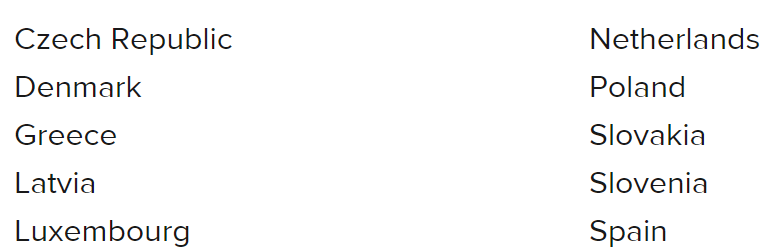 Czech Republic
Denmark
Greece
Latvia
Luxembourg
Netherlands
Poland
Slovakia
Slovenia
Spain